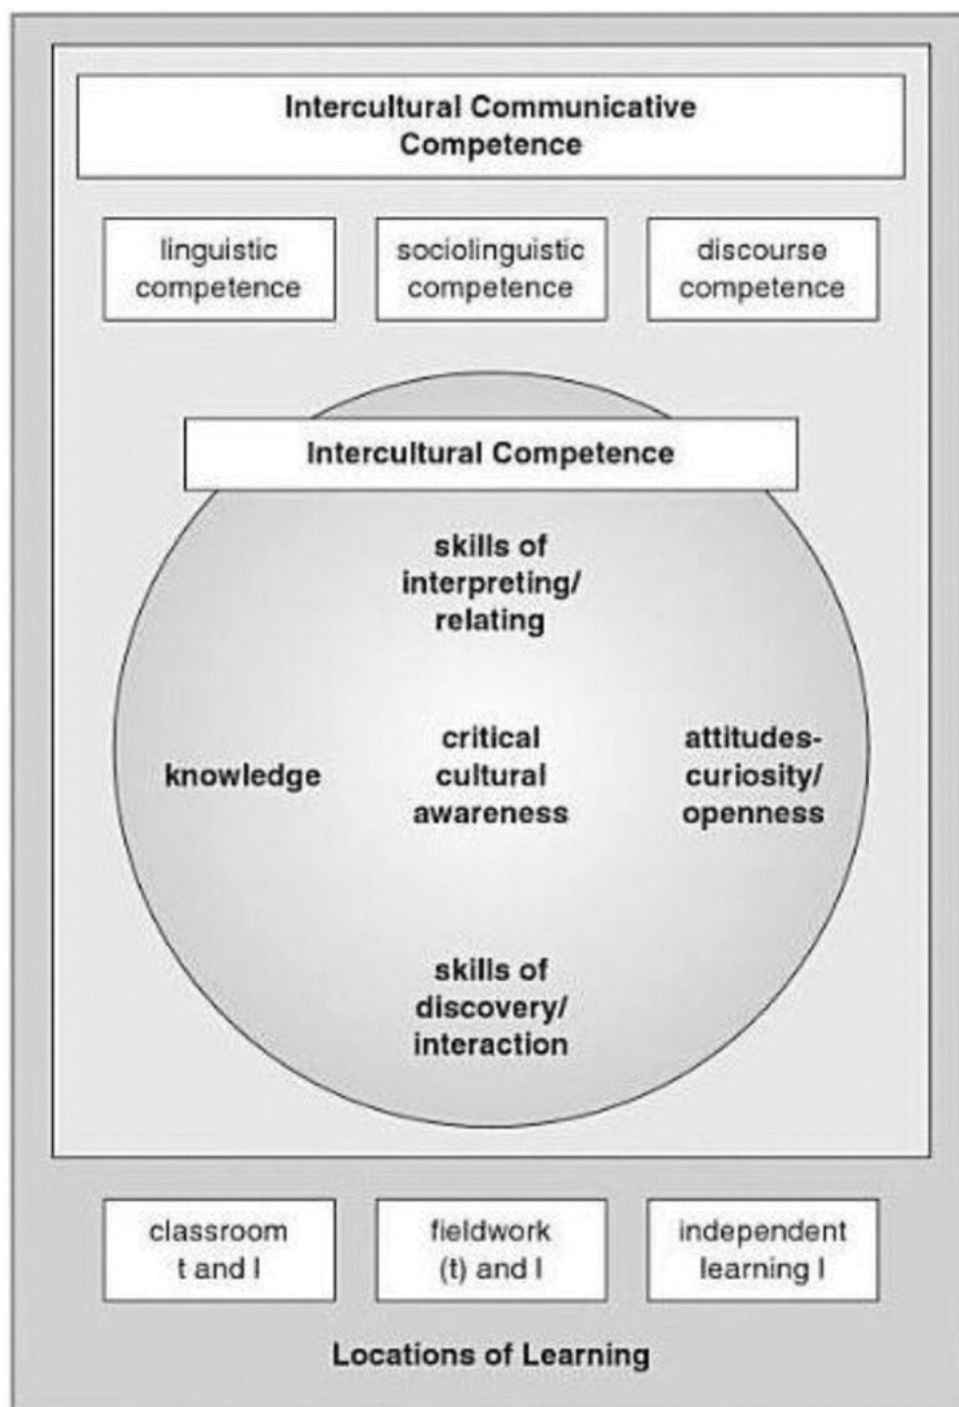 Intercultural Communicative
Competence
linguistic
competence
sociolinguistic
competence
discourse
competence
Intercultural Competence
skills of
interpreting/
relating
knowledge
critical
cultural
awareness
attitudes-
curiosity/
openness
skills of
discovery/
interaction
classroom
t and l
fieldwork
(t) and l
independent
learning l
Locations of Learning